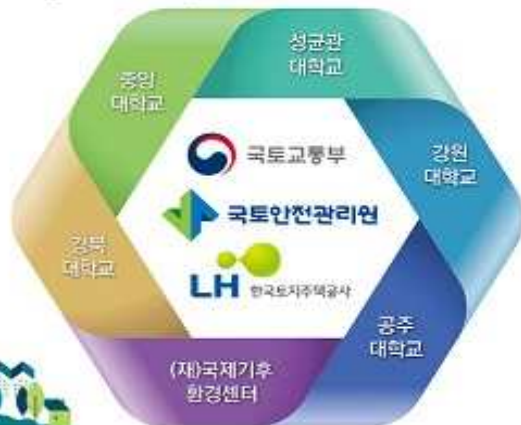 중앙
대학교
성균관
대학교
강원
대학교
국토교통부
국토안전관리원
LH 한국토지주택공사
경북
대학교
공주
대학교
(재)국제기후
환경센터